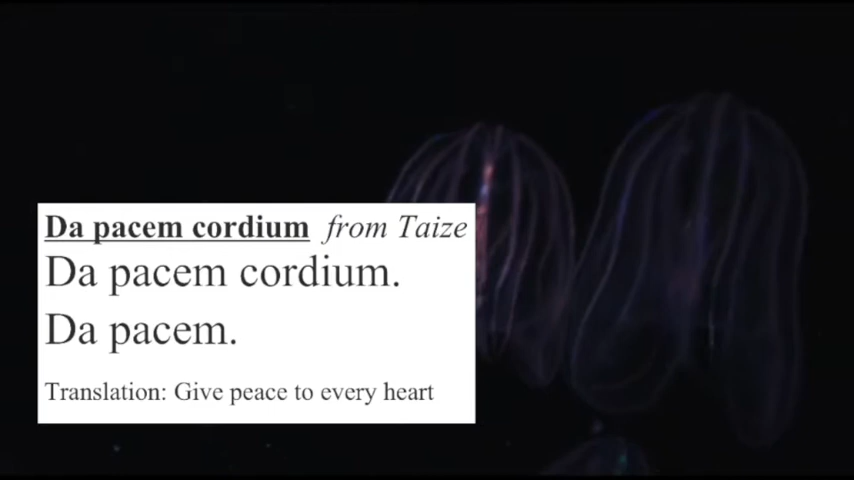 Da pacem cordium from Taize
Da pacem cordium.
Da pacem.
Translation: Give peace to every heart